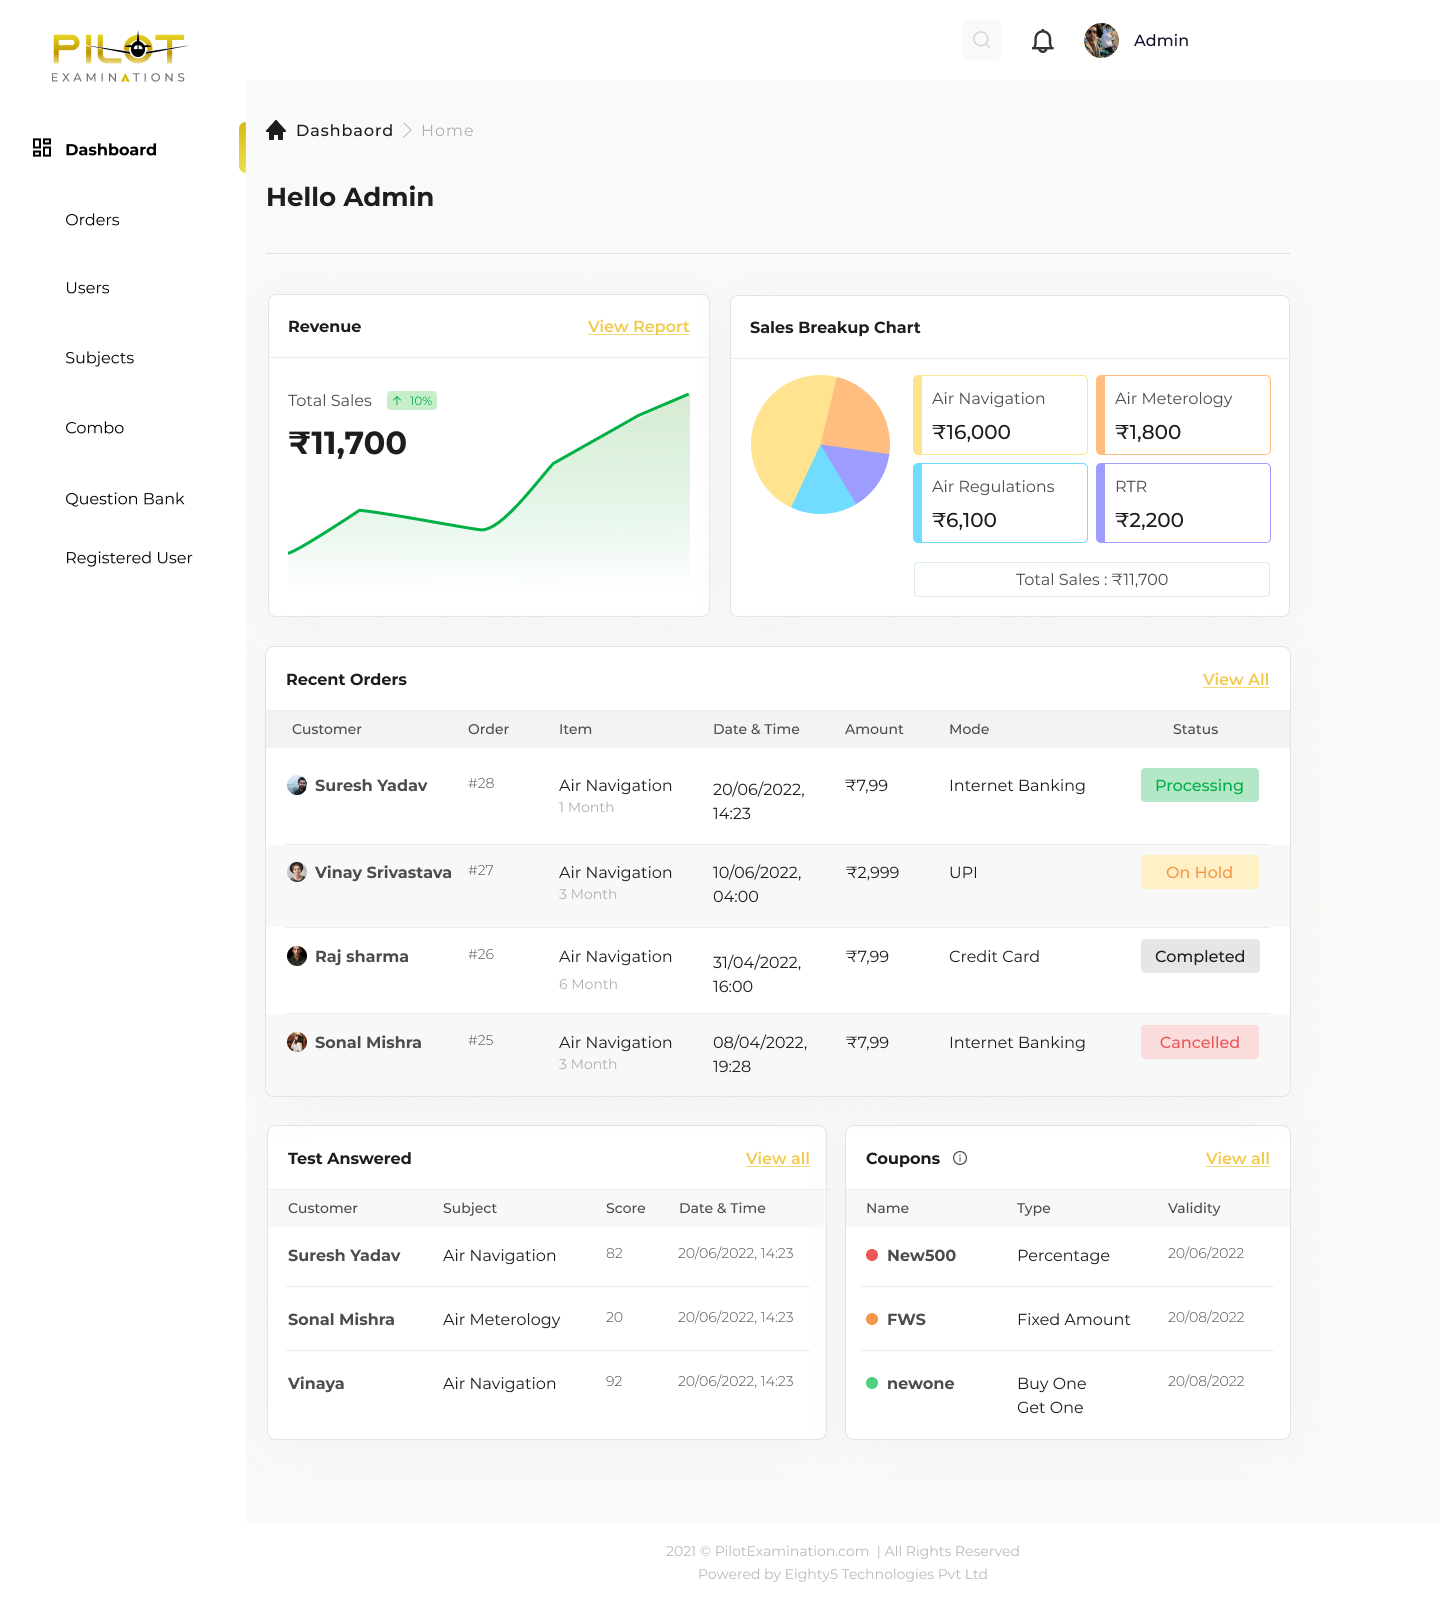 PILOT
EXAMINATIONS
Admin
Dashboard
Orders
Users
Subjects
Combo
Question Bank
Registered User
Dashbaord > Home
Hello Admin
Revenue View Report
Total Sales ↑ 10%
₹11,700
Sales Breakup Chart
Air Navigation Air Meterology
₹16,000 ₹1,800
Air Regulations RTR
₹6,100 ₹2,200
Total Sales : ₹11,700
Recent Orders View All
Customer Order Item Date & Time Amount Mode Status
Suresh Yadav #28 Air Navigation 20/06/2022, ₹7,99 Internet Banking Processing
1 Month 14:23
Vinay Srivastava #27 Air Navigation 10/06/2022, ₹2,999 UPI On Hold
3 Month 04:00
Raj sharma #26 Air Navigation 31/04/2022, ₹7,99 Credit Card Completed
6 Month 16:00
Sonal Mishra #25 Air Navigation 08/04/2022, ₹7,99 Internet Banking Cancelled
3 Month 19:28
Test Answered View all
Customer Subject Score Date & Time
Suresh Yadav Air Navigation 82 20/06/2022, 14:23
Sonal Mishra Air Meterology 20 20/06/2022, 14:23
Vinaya Air Navigation 92 20/06/2022, 14:23
Coupons View all
Name Type Validity
New500 Percentage 20/06/2022
FWS Fixed Amount 20/08/2022
newone Buy One 20/08/2022
Get One
2021 © PilotExamination.com | All Rights Reserved
Powered by Eighty5 Technologies Pvt Ltd